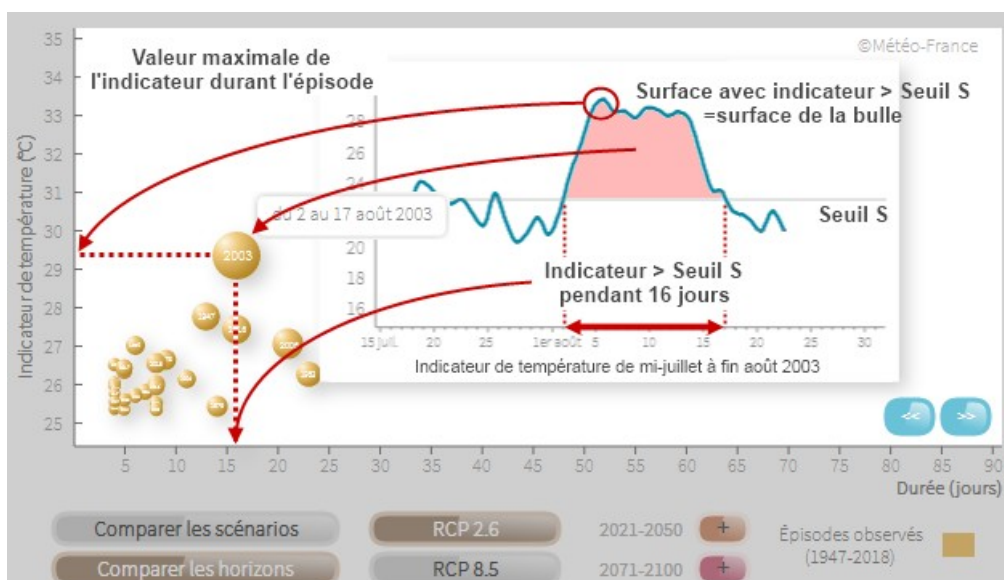 ©Météo-France
Valeur maximale de
l'indicateur durant l'épisode
Surface avec indicateur > Seuil S
=surface de la bulle
du 2 au 17 août 2003
Seuil S
Indicateur > Seuil S
pendant 16 jours
28
26
24
20
18
16
15 juil.
20
25
1er août
5
10
15
20
25
30
Indicateur de température de mi-juillet à fin août 2003
Indicateur de température (°C)
35
34
33
32
31
30
29
28
27
26
25
2003
1947
<<
>>
5
10
15
20
25
30
35
40
45
50
55
60
65
70
75
80
85
90
Durée (jours)
Comparer les scénarios
RCP 2.6
2021-2050
+
Épisodes observés
(1947-2018)
Comparer les horizons
RCP 8.5
2071-2100
+